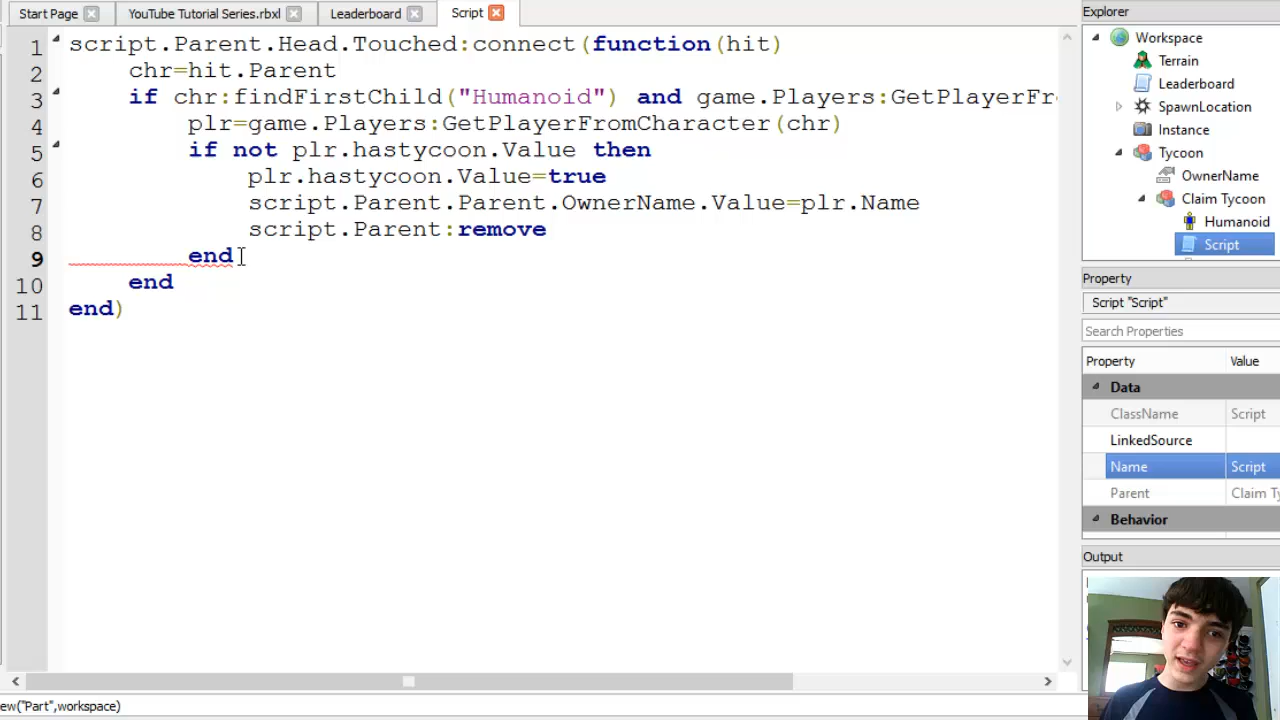 Start Page
YouTube Tutorial Series.rbxl
Leaderboard
Script
1 script.Parent.Head.Touched:connect(function(hit)
2 chr=hit.Parent
3 if chr:findFirstChild("Humanoid") and game.Players:GetPlayerFr
4 plr=game.Players:GetPlayerFromCharacter(chr)
5 if not plr.hastycoon.Value then
6 plr.hastycoon.Value=true
7 script.Parent.Parent.OwnerName.Value=plr.Name
8 script.Parent:remove
9 end
10 end
11 end)
ew("Part",workspace)
Explorer
Workspace
Terrain
Leaderboard
SpawnLocation
Instance
Tycoon
OwnerName
Claim Tycoon
Humanoid
Script
Property
Script "Script"
Search Properties
Property Value
Data
ClassName Script
LinkedSource
Name Script
Parent Claim Ty
Behavior
Output